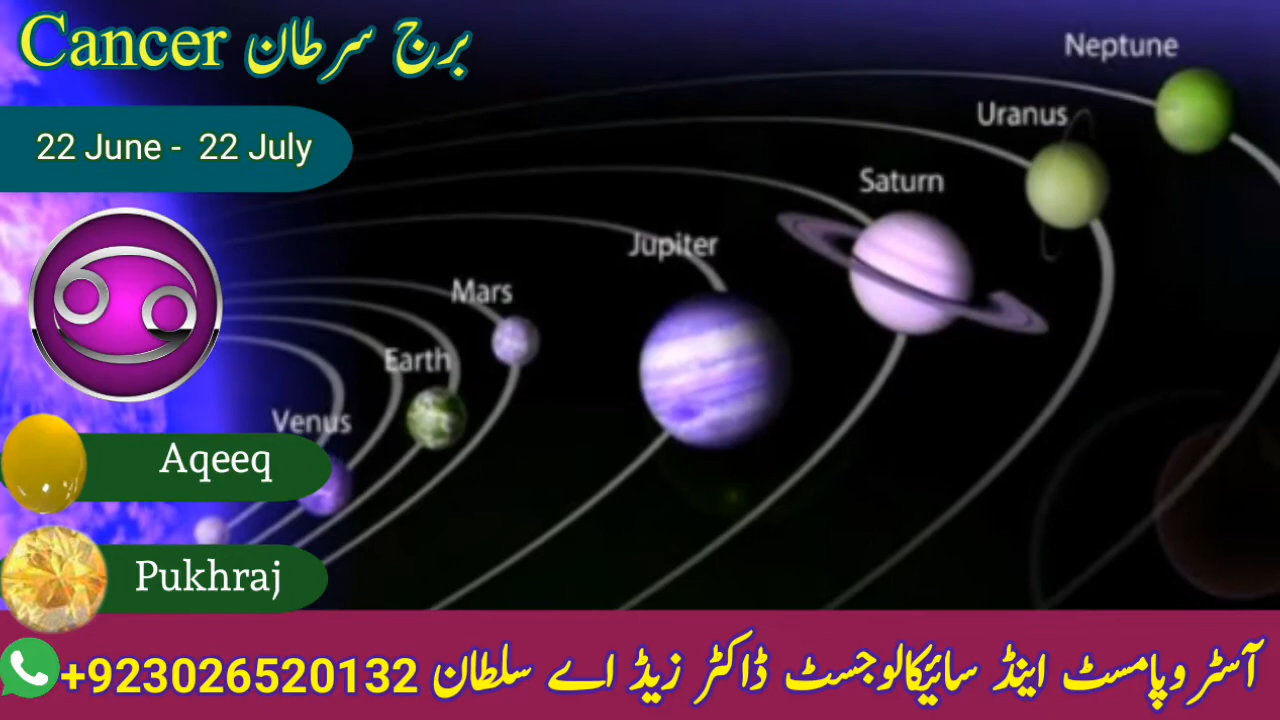 Cancer برج سرطان
22 June - 22 July
Neptune
Uranus
Saturn
Jupiter
Mars
Earth
Venus
Aqeeq
Pukhraj
آسٹروپامسٹ اینڈ سائیکالوجسٹ ڈاکٹر زیڈ اے سلطان +923026520132